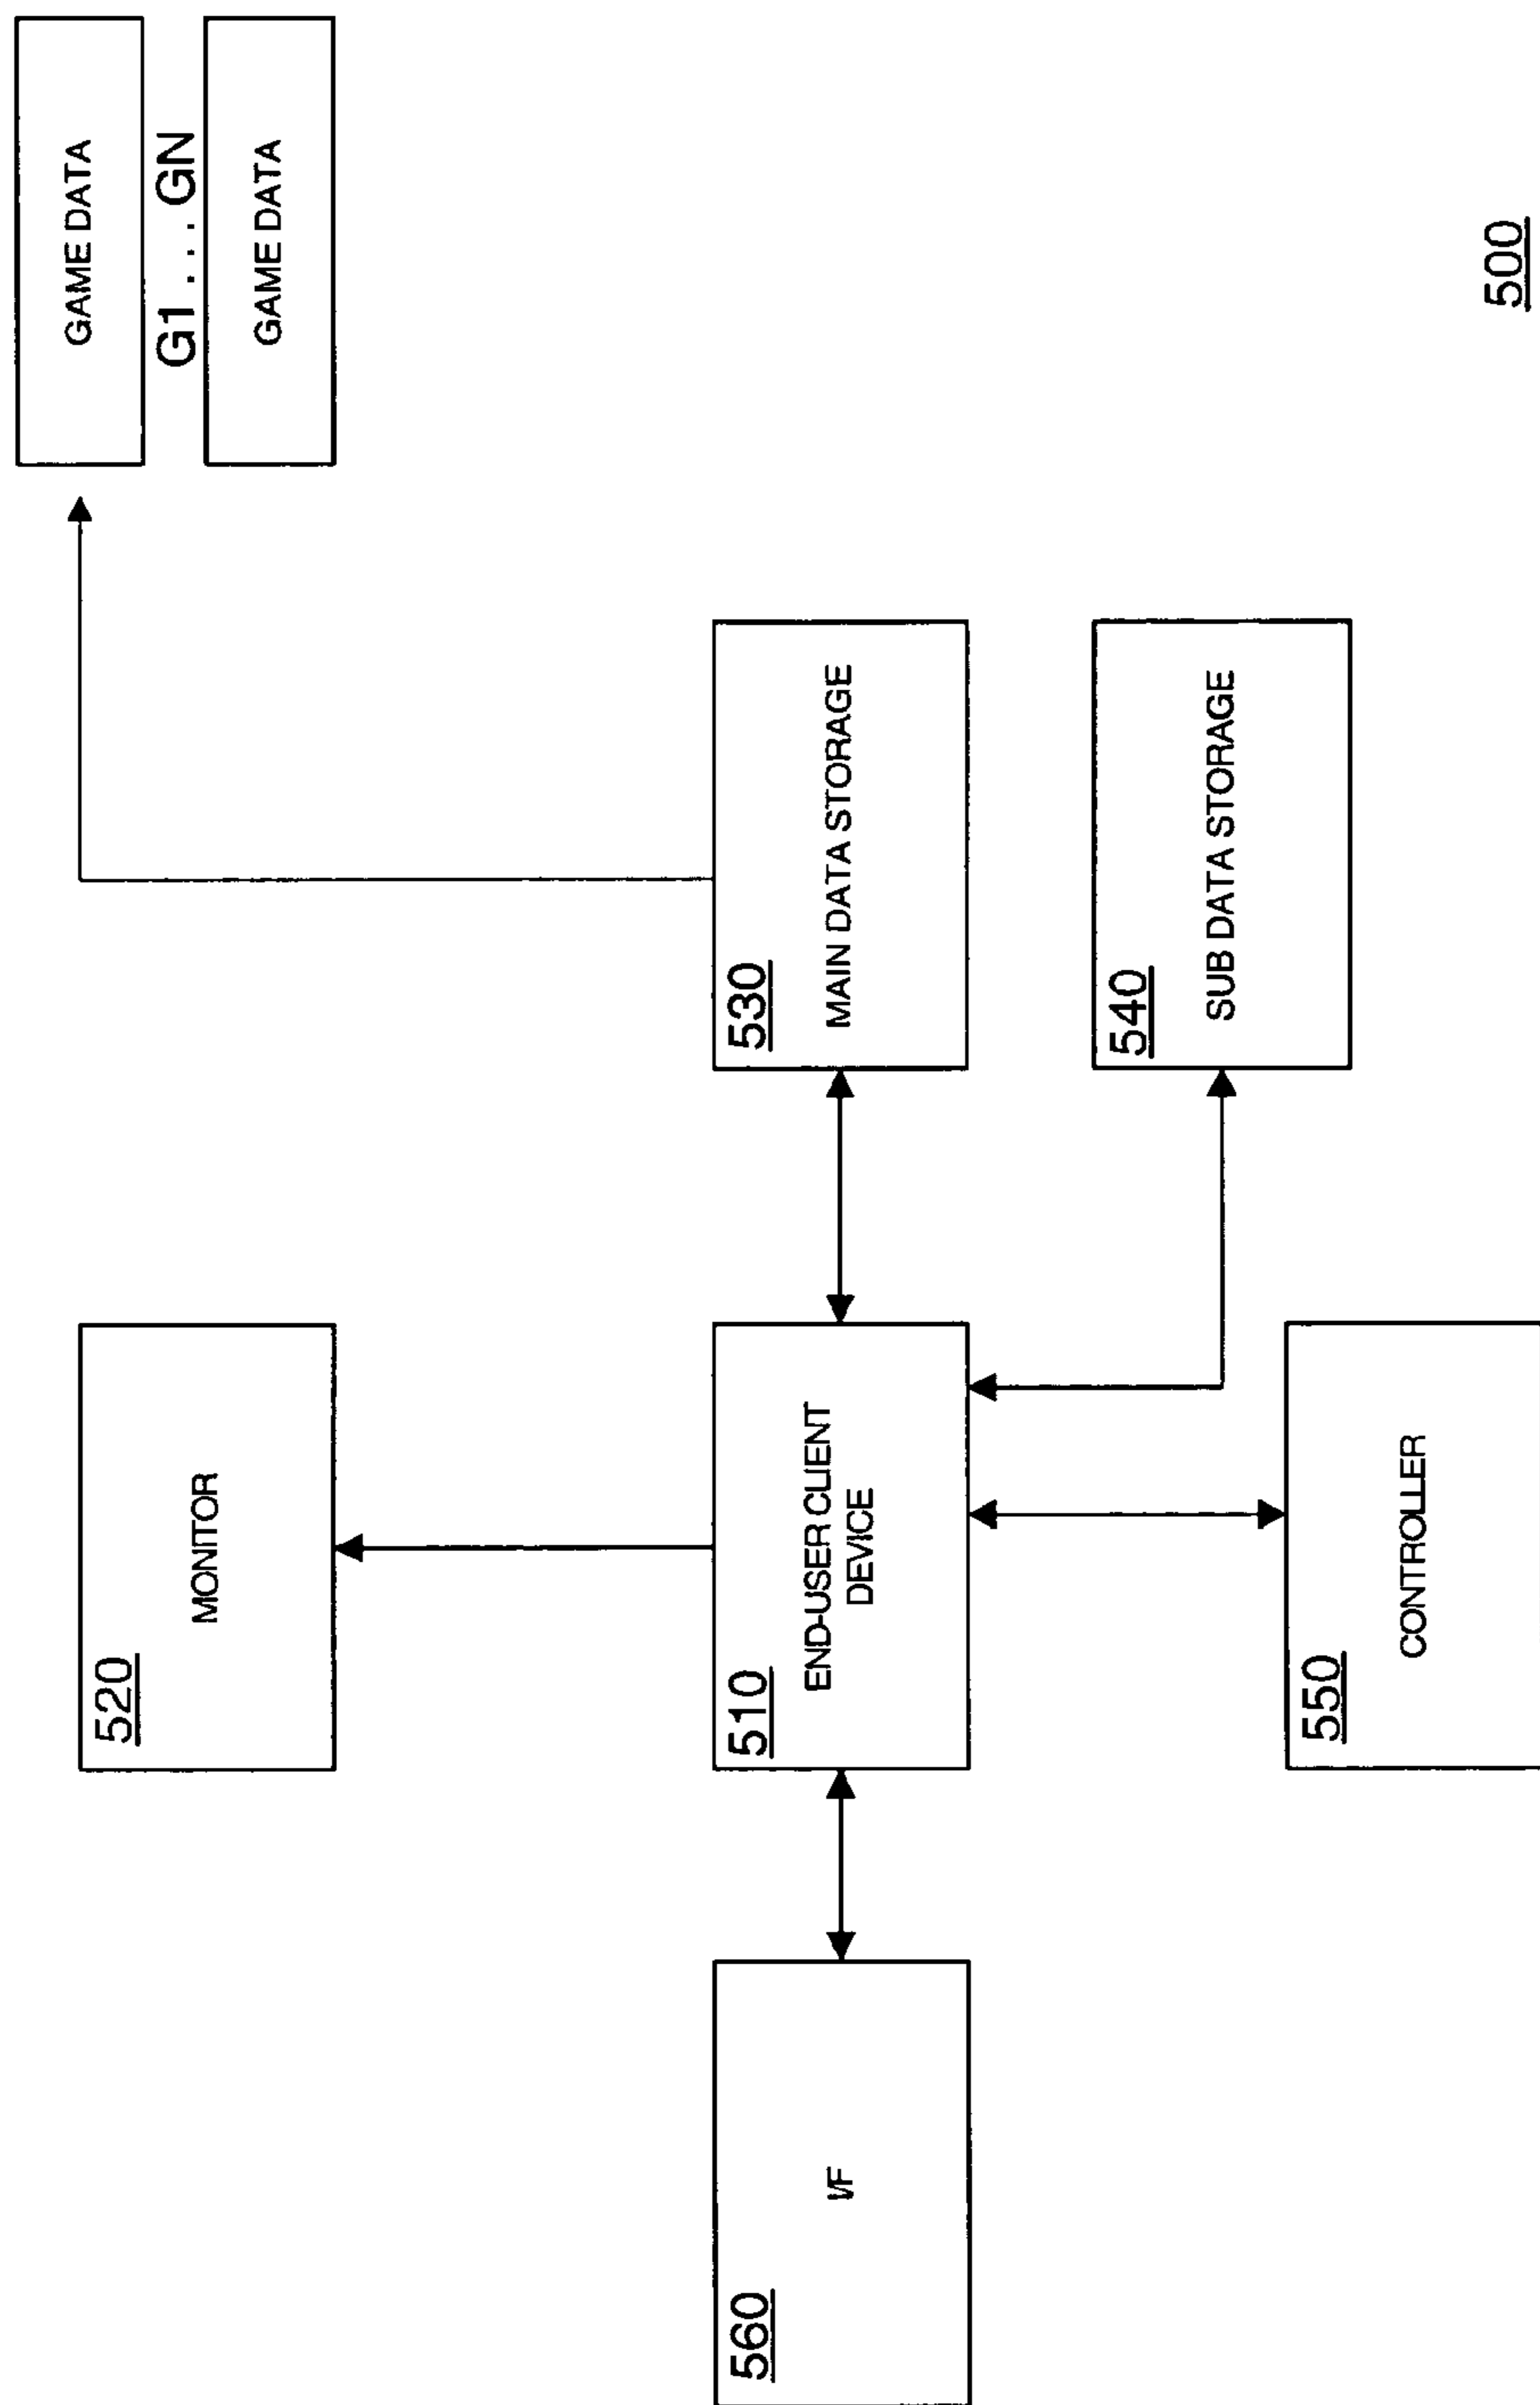 GAME DATA
G1 . . . GN
GAME DATA
520
MONITOR
560
I/F
510
END-USER CLIENT
DEVICE
530
MAIN DATA STORAGE
540
SUB DATA STORAGE
550
CONTROLLER
500